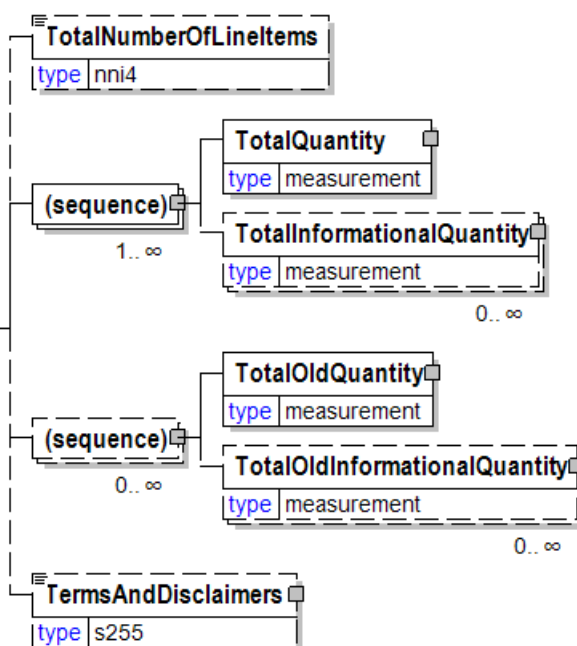 TotalNumberOfLineItems
type nni4
TotalQuantity
type measurement
(sequence)
1.. ∞
TotalInformationalQuantity
type measurement
0.. ∞
TotalOldQuantity
type measurement
(sequence)
0.. ∞
TotalOldInformationalQuantity
type measurement
0.. ∞
TermsAndDisclaimers
type s255